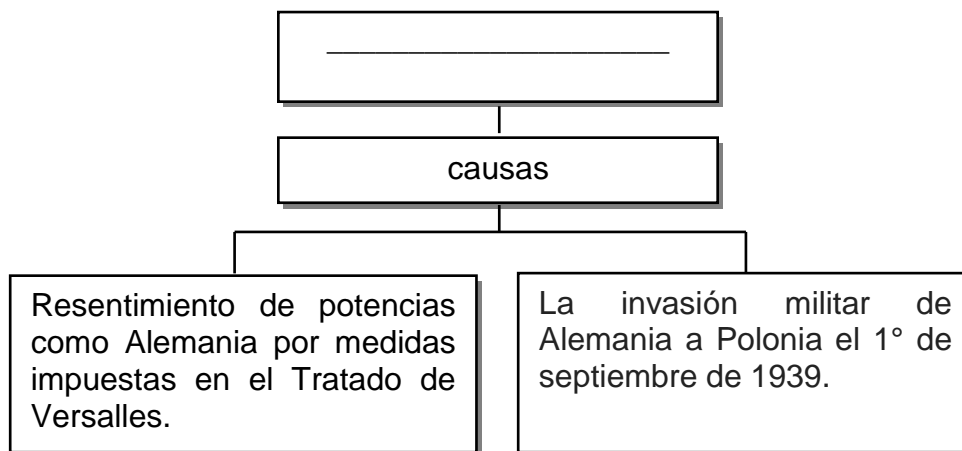 _____________________
causas
Resentimiento de potencias
como Alemania por medidas
impuestas en el Tratado de
Versalles.
La invasión militar de
Alemania a Polonia el 1° de
septiembre de 1939.